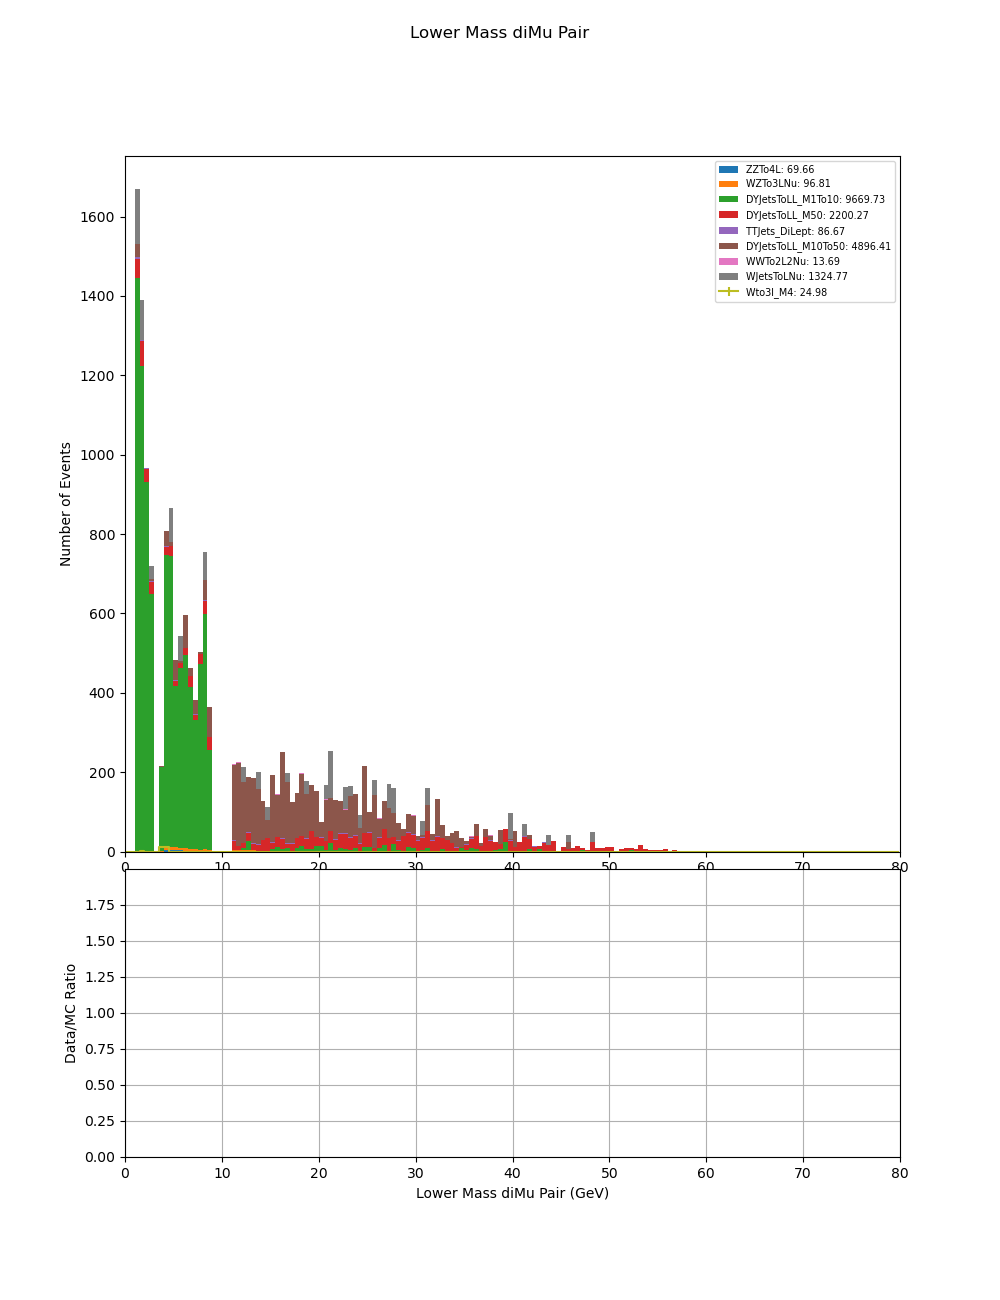 Lower Mass diMu Pair
ZZTo4L: 69.66
WZTo3LNu: 96.81
DYJetsToLL_M1To10: 9669.73
DYJetsToLL_M50: 2200.27
TTJets_DiLept: 86.67
DYJetsToLL_M10To50: 4896.41
WWTo2L2Nu: 13.69
WJetsToLNu: 1324.77
Wto3l_M4: 24.98
Number of Events
1600
1400
1200
1000
800
600
400
200
0
0 10 20 30 40 50 60 70 80
Data/MC Ratio
1.75
1.50
1.25
1.00
0.75
0.50
0.25
0.00
0 10 20 30 40 50 60 70 80
Lower Mass diMu Pair (GeV)